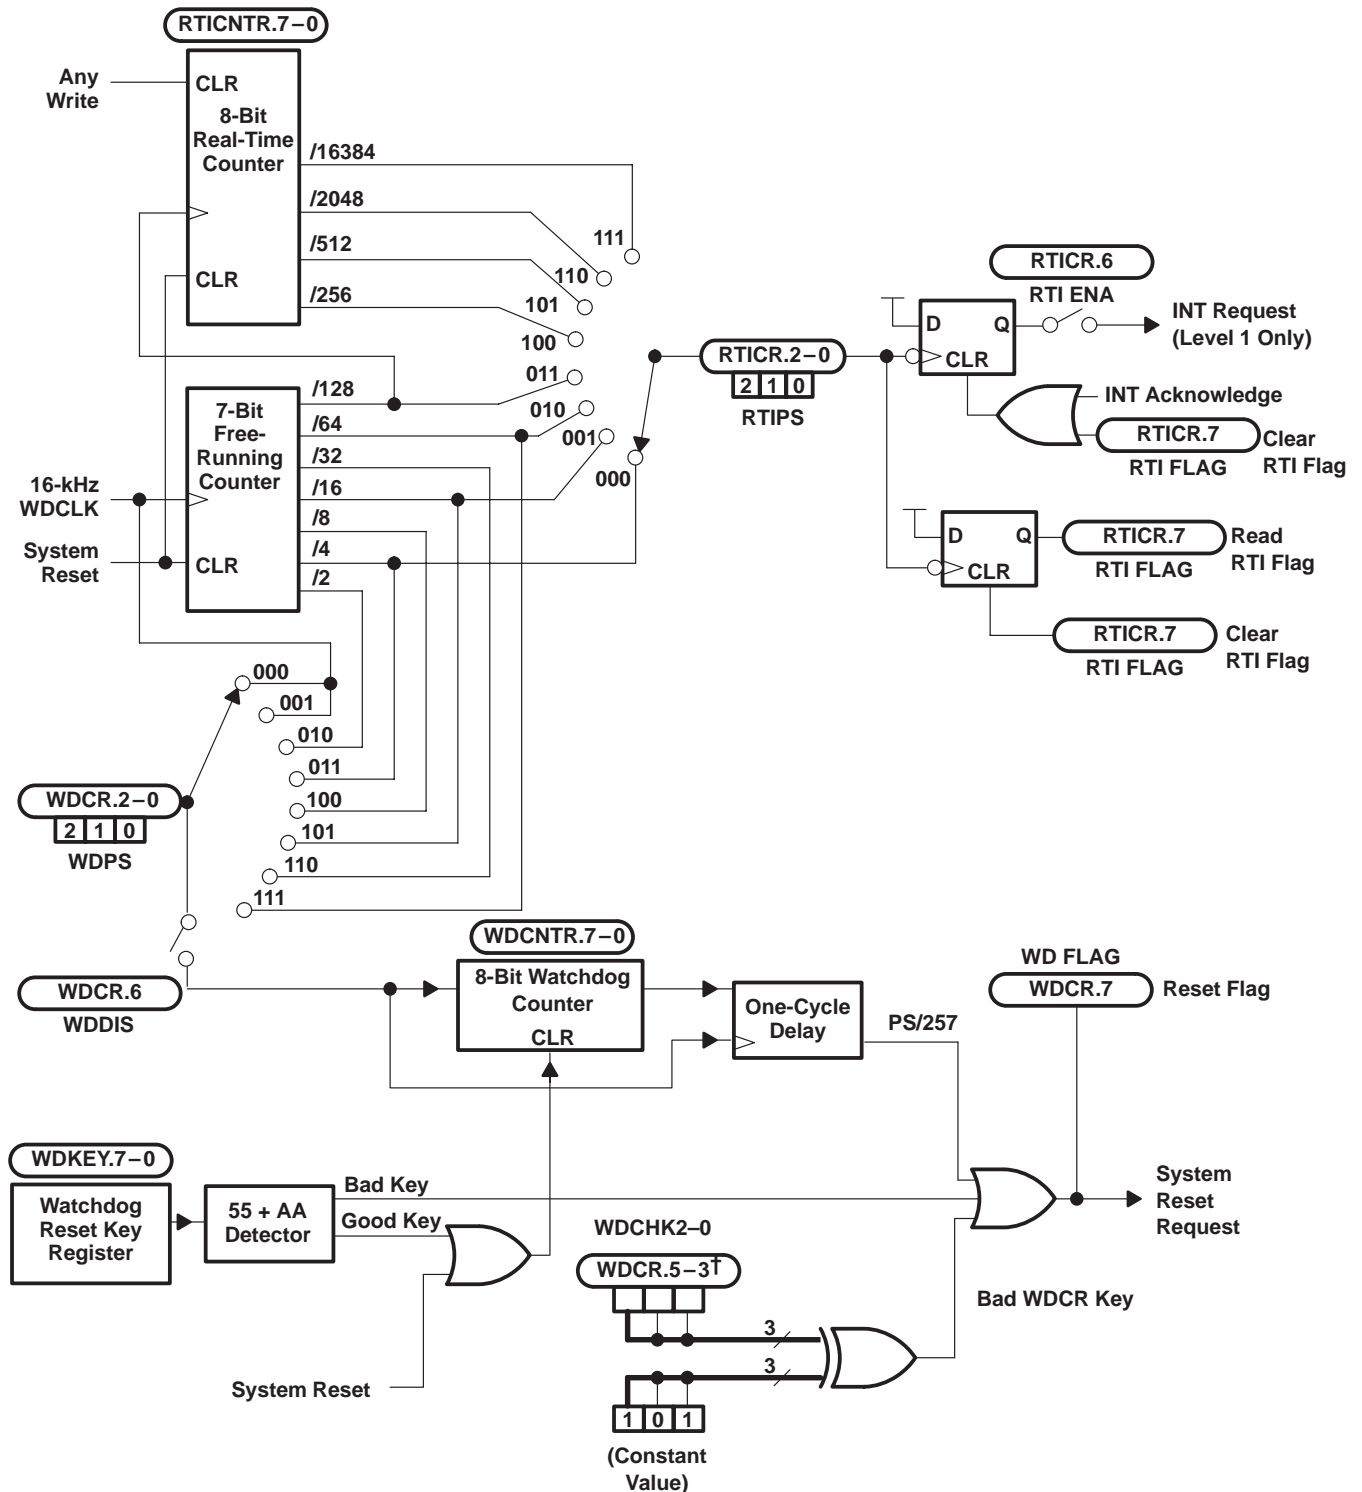 RTICNTR.7–0
Any
Write
CLR
8-Bit
Real-Time
Counter
CLR
/16384
/2048
/512
/256
111
110
101
100
011
010
001
000
7-Bit
Free-
Running
Counter
CLR
/128
/64
/32
/16
/8
/4
/2
16-kHz
WDCLK
System
Reset
RTICR.2–0
2 1 0
RTIPS
RTICR.6
RTI ENA
D Q
CLR
INT Request
(Level 1 Only)
INT Acknowledge
RTICR.7
RTI FLAG
Clear
RTI Flag
D Q
CLR
RTICR.7
RTI FLAG
Read
RTI Flag
RTICR.7
RTI FLAG
Clear
RTI Flag
000
001
010
011
100
101
110
111
WDCR.2–0
2 1 0
WDPS
WDCR.6
WDDIS
WDCNTR.7–0
8-Bit Watchdog
Counter
CLR
One-Cycle
Delay
PS/257
WD FLAG
WDCR.7
Reset Flag
WDKEY.7–0
Watchdog
Reset Key
Register
55 + AA
Detector
Bad Key
Good Key
System Reset
WDCHK2–0
WDCR.5–3†
3
3
1 0 1
(Constant
Value)
Bad WDCR Key
System
Reset
Request